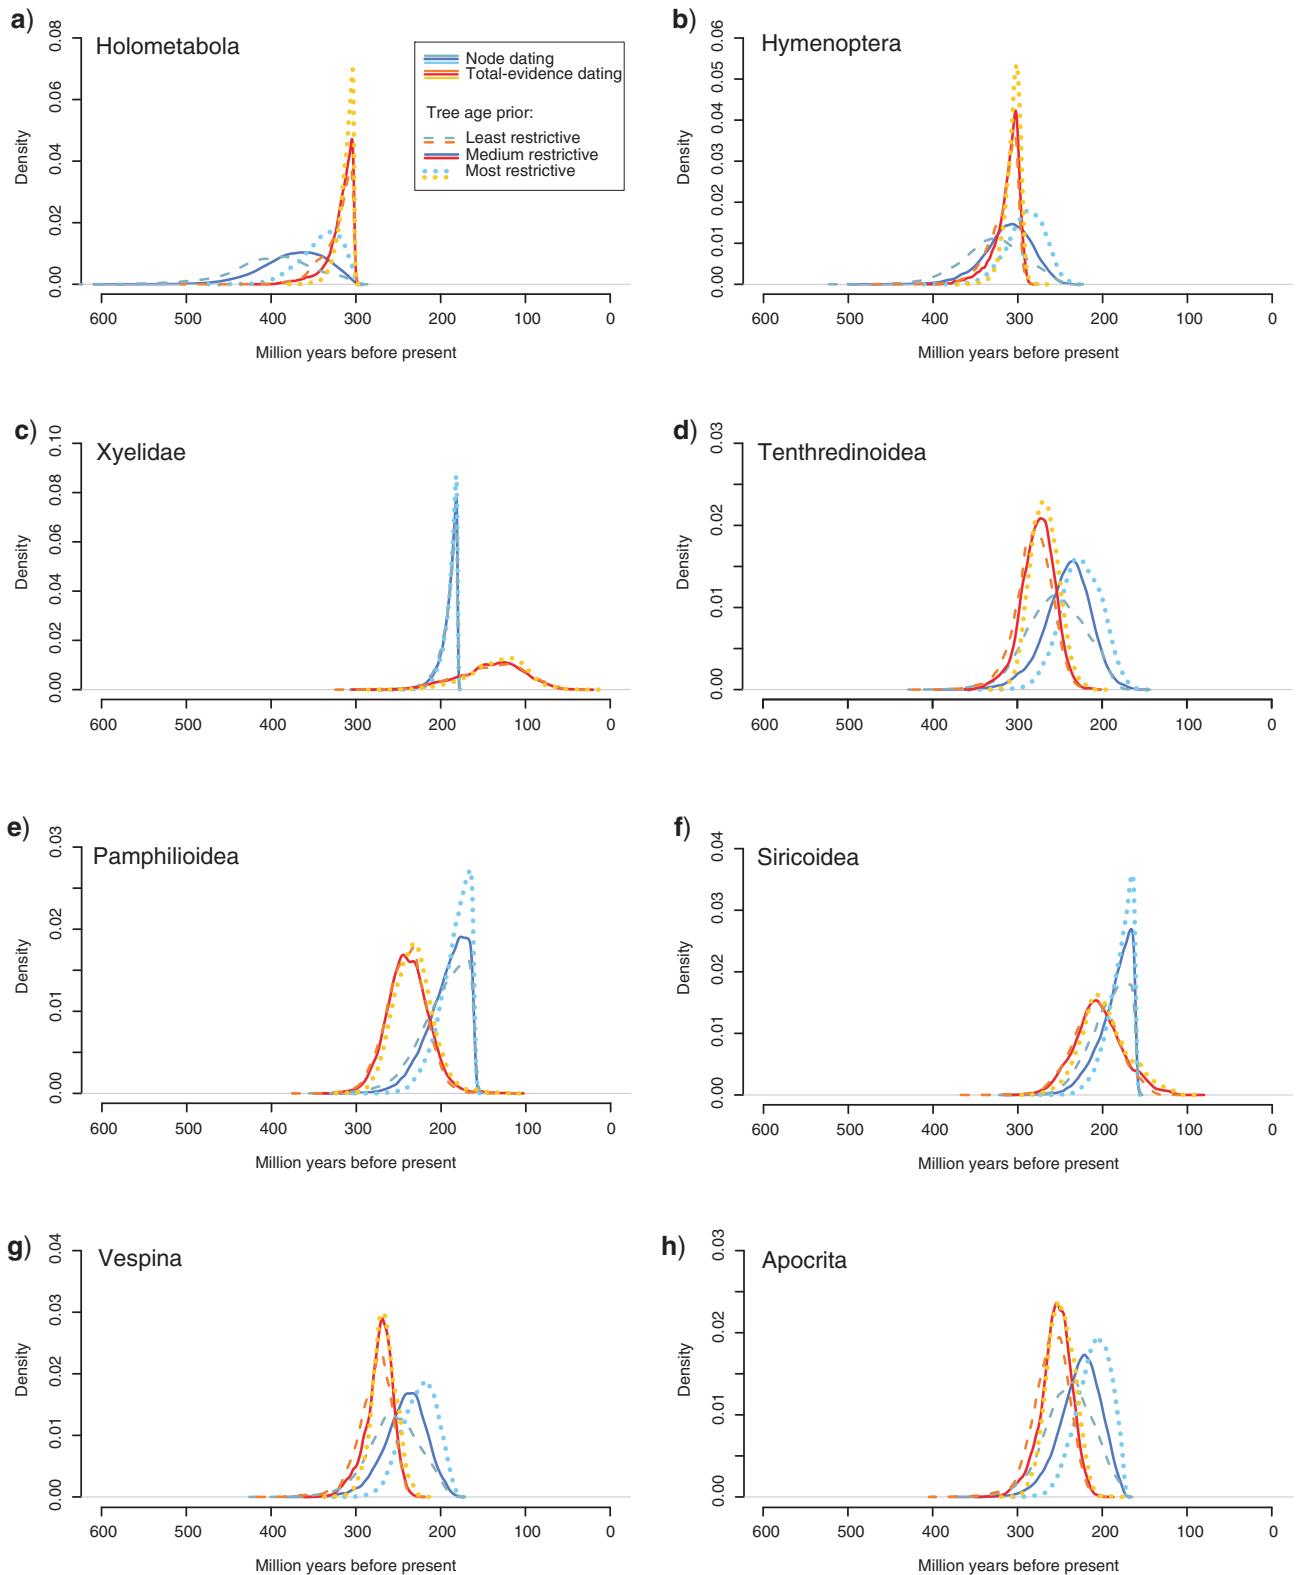 a)
Holometabola
Node dating
Total-evidence dating
Tree age prior:
Least restrictive
Medium restrictive
Most restrictive
Density
0.00
0.02
0.04
0.06
0.08
600 500 400 300 200 100 0
Million years before present
b)
Hymenoptera
Density
0.00
0.01
0.02
0.03
0.04
0.05
0.06
600 500 400 300 200 100 0
Million years before present
c)
Xyelidae
Density
0.00
0.02
0.04
0.06
0.08
0.10
600 500 400 300 200 100 0
Million years before present
d)
Tenthredinoidea
Density
0.00
0.01
0.02
0.03
600 500 400 300 200 100 0
Million years before present
e)
Pamphilioidea
Density
0.00
0.01
0.02
0.03
600 500 400 300 200 100 0
Million years before present
f)
Siricoidea
Density
0.00
0.01
0.02
0.03
0.04
600 500 400 300 200 100 0
Million years before present
g)
Vespina
Density
0.00
0.01
0.02
0.03
0.04
600 500 400 300 200 100 0
Million years before present
h)
Apocrita
Density
0.00
0.01
0.02
0.03
600 500 400 300 200 100 0
Million years before present